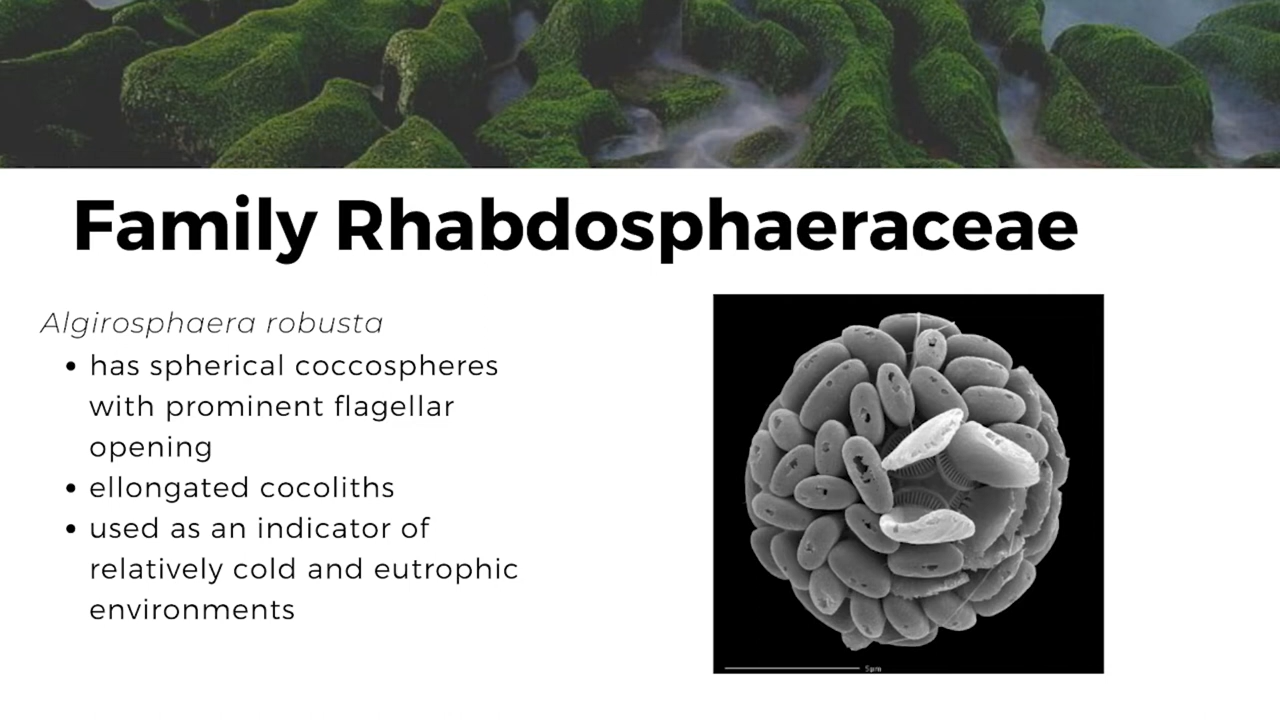 Family Rhabdosphaeraceae
Algirosphaera robusta
• has spherical coccospheres
with prominent flagellar
opening
• ellongated cocoliths
• used as an indicator of
relatively cold and eutrophic
environments
5µm